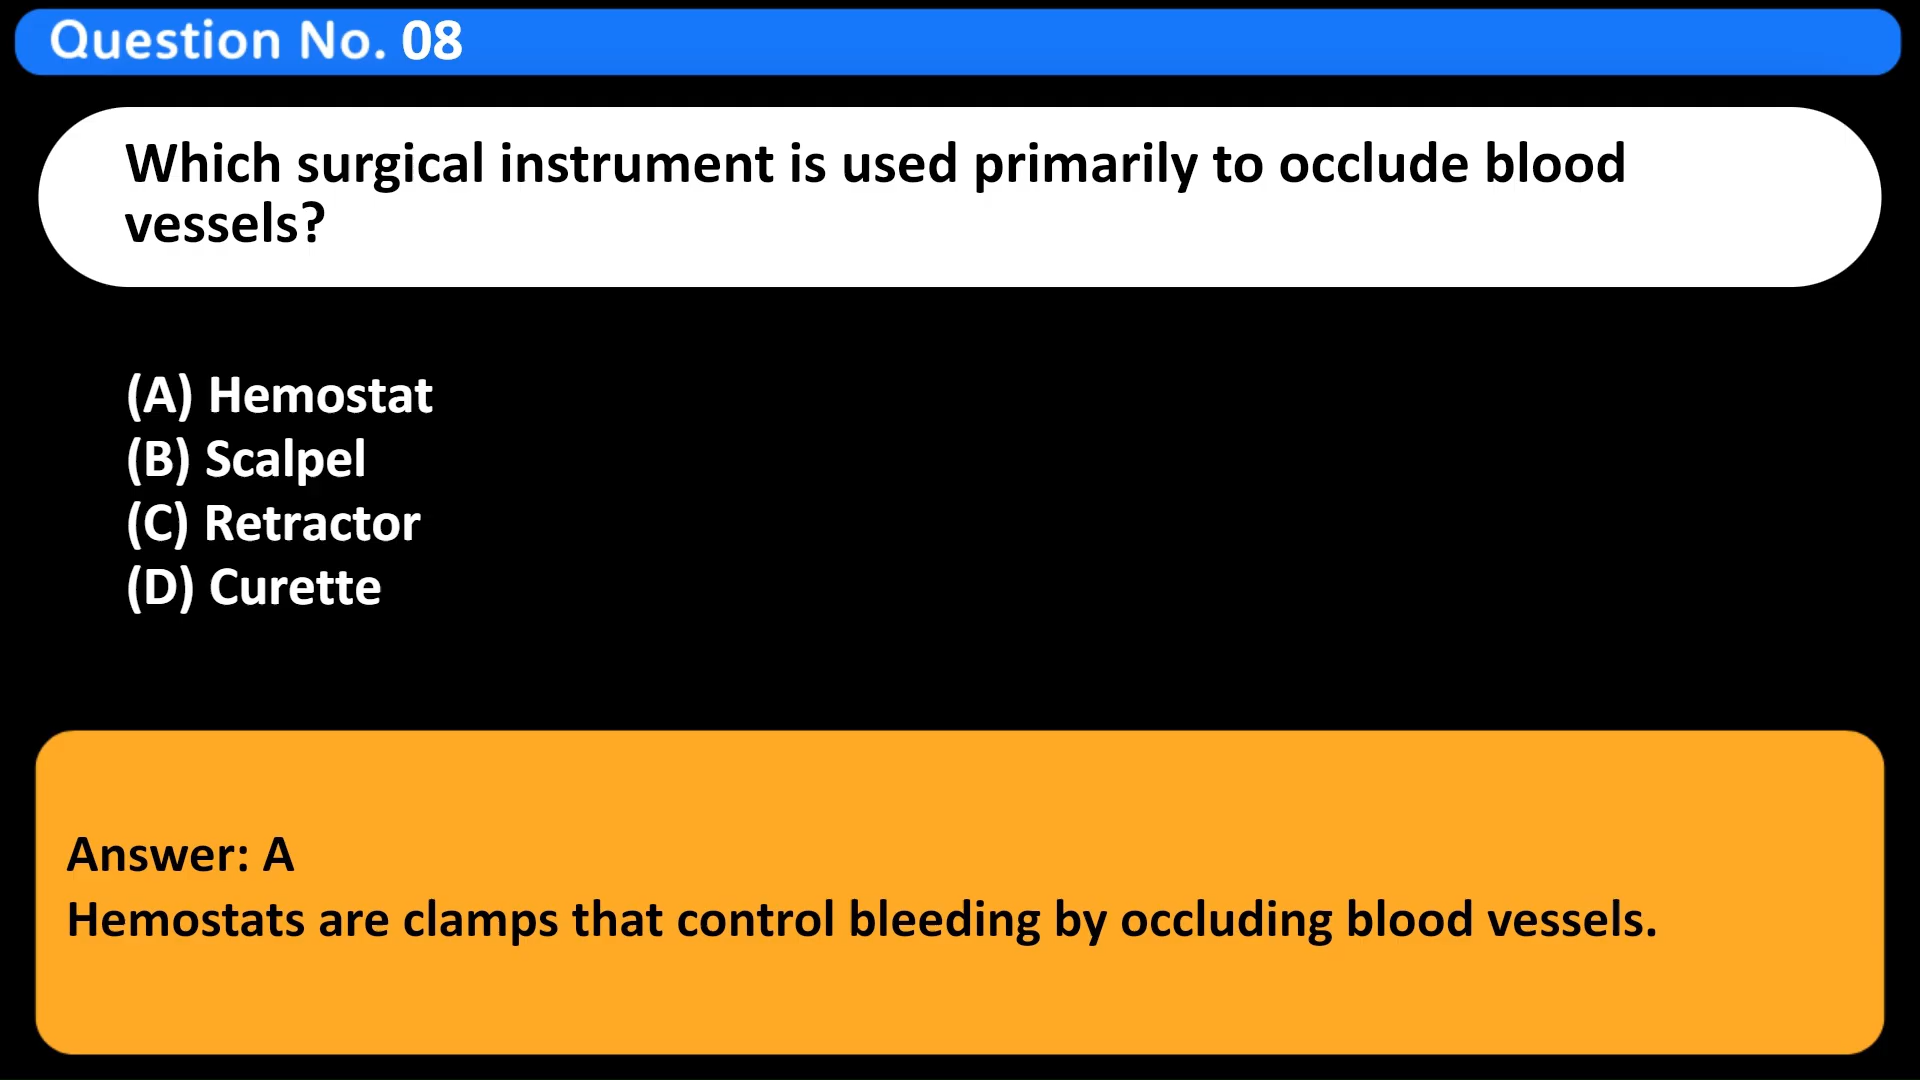 Question No. 08
Which surgical instrument is used primarily to occlude blood
vessels?
(A) Hemostat
(B) Scalpel
(C) Retractor
(D) Curette
Answer: A
Hemostats are clamps that control bleeding by occluding blood vessels.